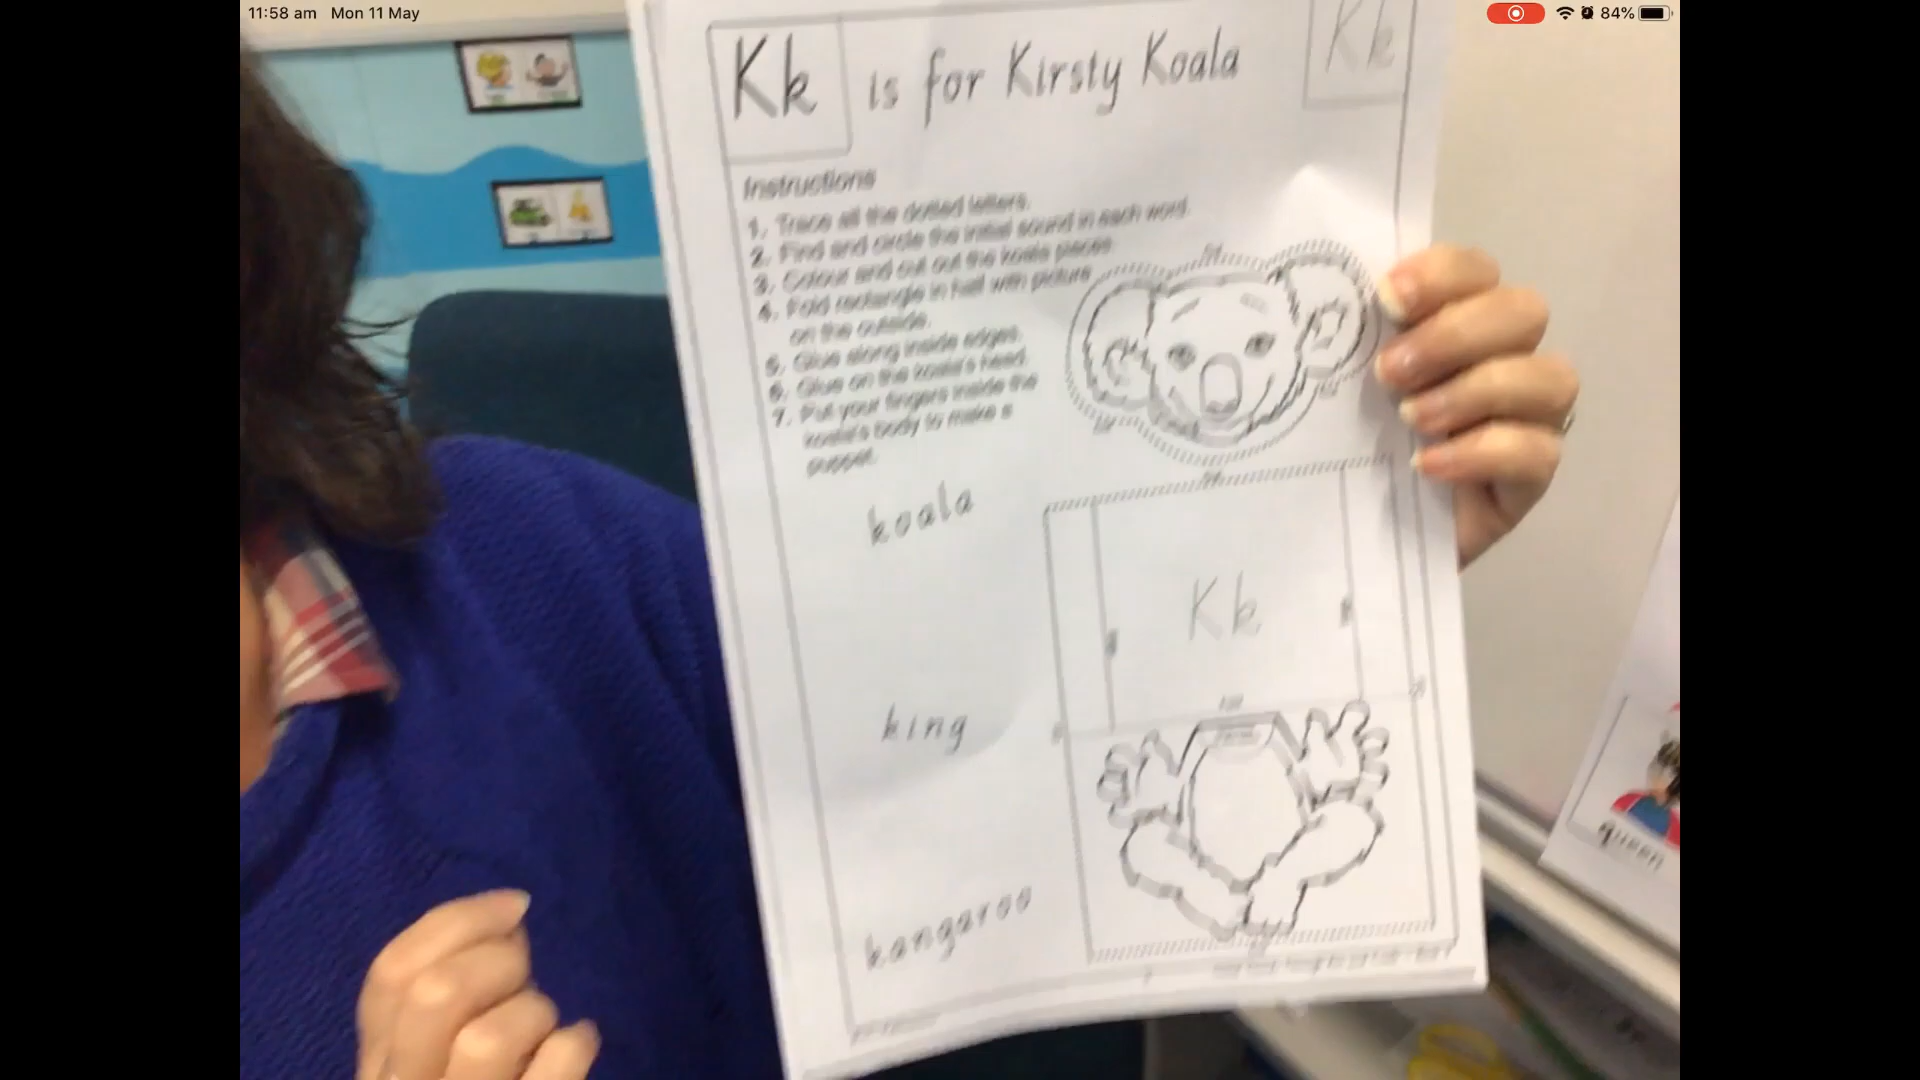 11:58 am Mon 11 May
84%
Kk is for Kirsty Koala Kk
Instructions
1. Trace all the dotted letters.
2. Find and circle the initial sound in each word.
3. Colour and cut out the koala pieces
4. Fold rectangle in half with picture
on the outside.
5. Glue along inside edges.
6. Glue on the koala's head.
7. Put your fingers inside the
koala's body to make a
puppet.
koala
Kk
king
kangaroo
queen